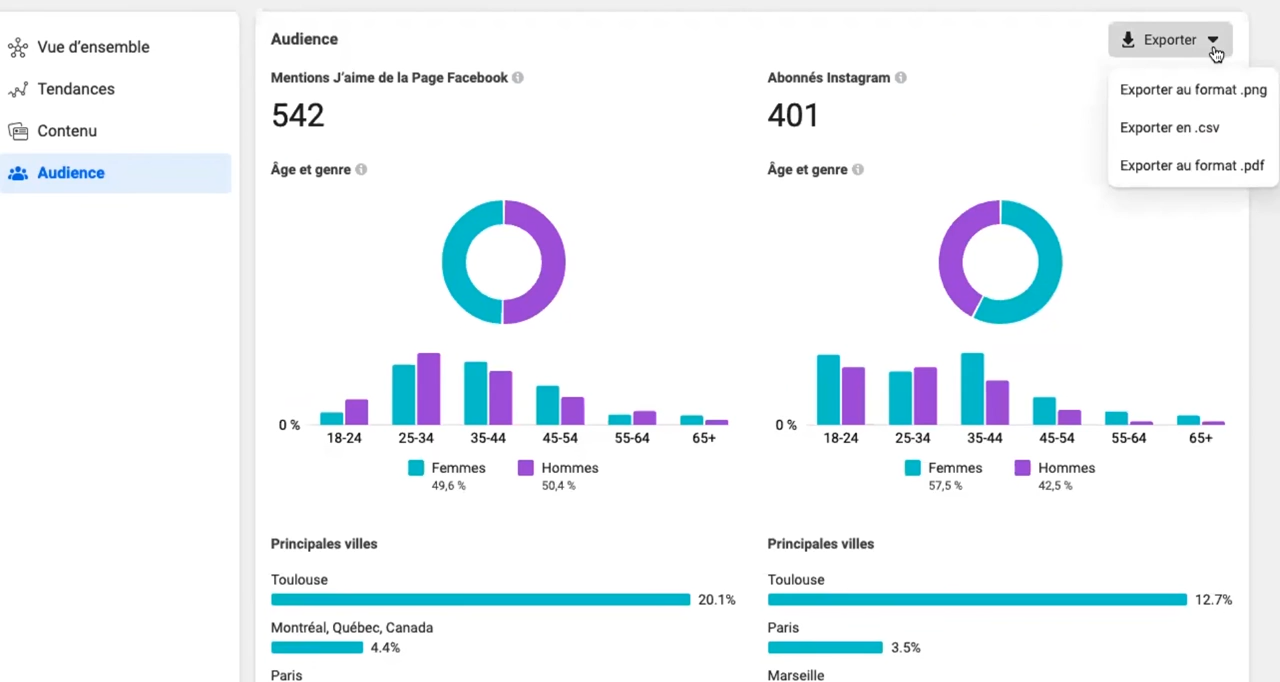 Vue d’ensemble
Tendances
Contenu
Audience
Audience
Exporter
Exporter au format .png
Exporter en .csv
Exporter au format .pdf
Mentions J’aime de la Page Facebook
542
Âge et genre
0 %
18-24 25-34 35-44 45-54 55-64 65+
Femmes Hommes
49,6 % 50,4 %
Principales villes
Toulouse
20.1%
Montréal, Québec, Canada
4.4%
Paris
Abonnés Instagram
401
Âge et genre
0 %
18-24 25-34 35-44 45-54 55-64 65+
Femmes Hommes
57,5 % 42,5 %
Principales villes
Toulouse
12.7%
Paris
3.5%
Marseille